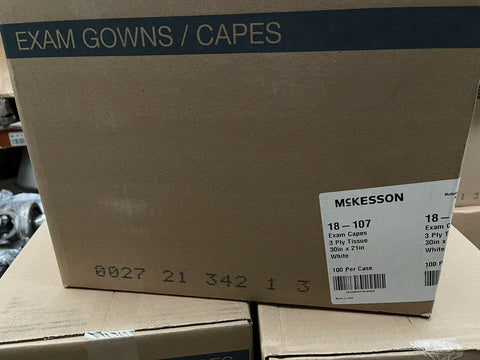 EXAM GOWNS / CAPES
MCKESSON
18-107
Exam Capes
3 Ply Tissue
30in x 21in
White
100 Per Case
18-
Exam C
3 Ply T
30in x
White
100 P
0027 21 342 1 3